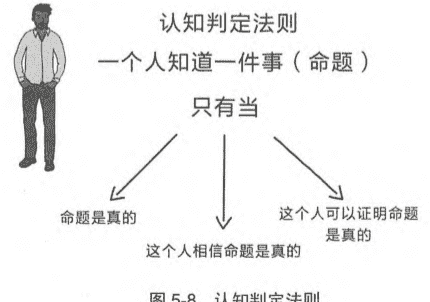 认知判定法则
一个人知道一件事（命题）
只有当
命题是真的
这个人相信命题是真的
这个人可以证明命题
是真的
图 5-8 认知判定法则